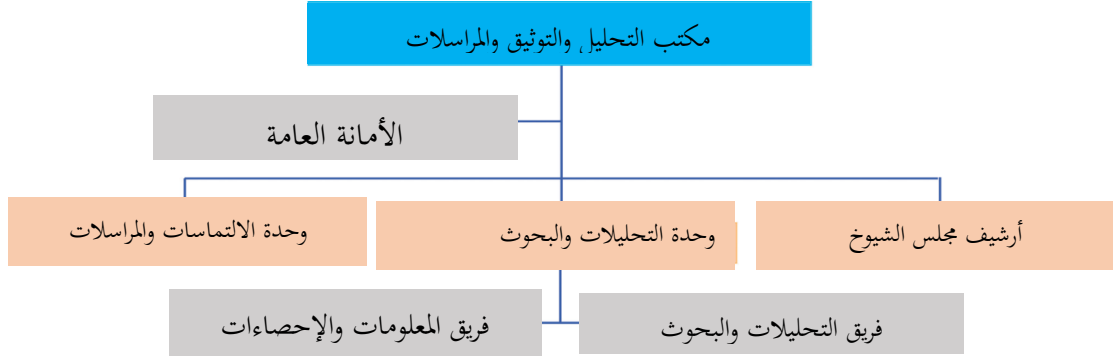 مكتب التحليل والتوثيق والمراسلات
الأمانة العامة
أرشيف مجلس الشيوخ
وحدة التحليلات والبحوث
وحدة الالتماسات والمراسلات
فريق التحليلات والبحوث
فريق المعلومات والإحصاءات